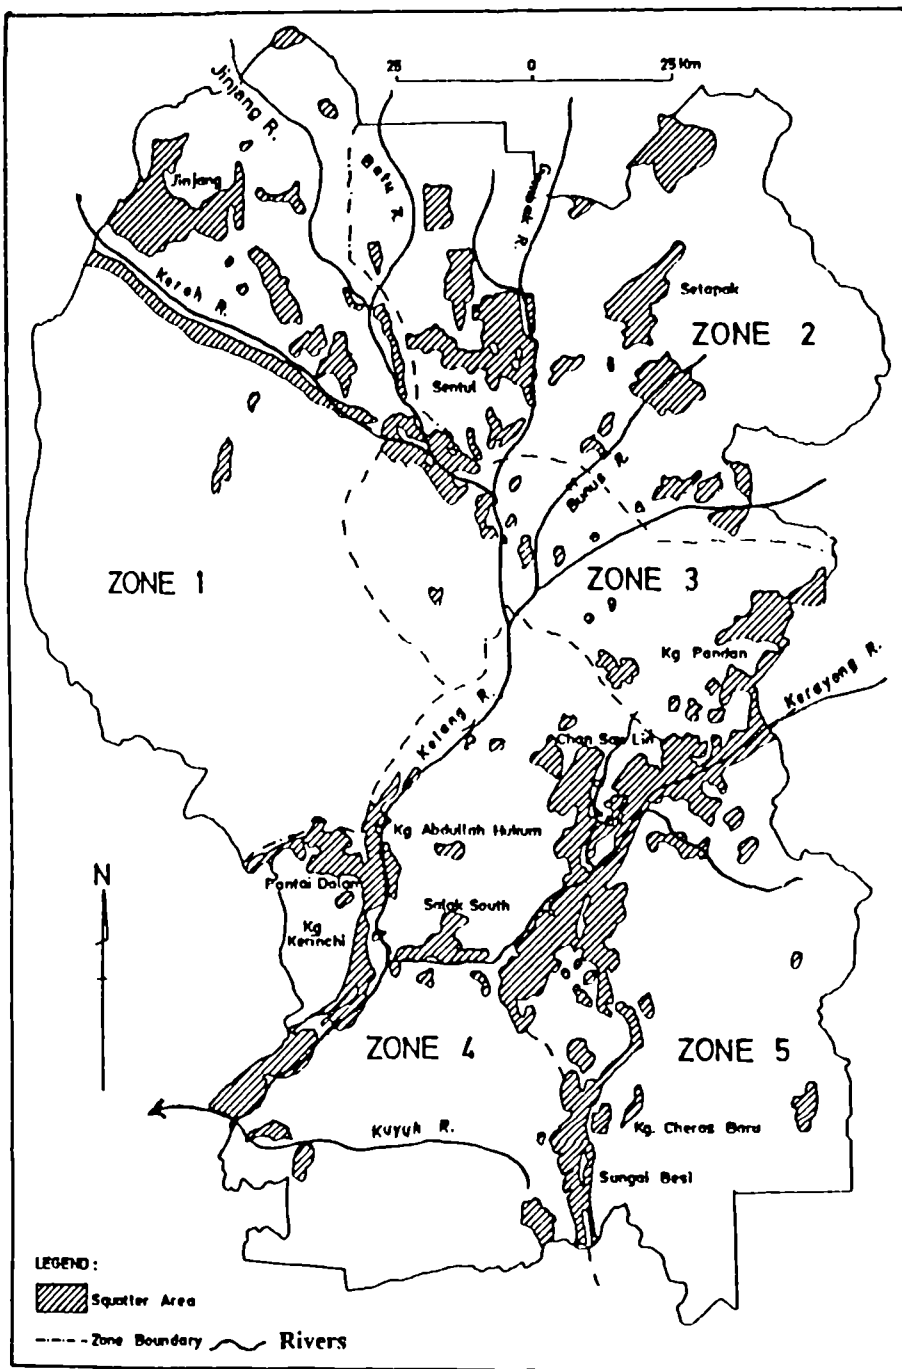 25 0 25 Km
Jinjang R.
Batu R.
Gombak R.
Jinjang
Keroh R.
Setapak
ZONE 2
Sentul
Bunus R.
ZONE 1
ZONE 3
Kg Pandan
Kerayong R.
Kelang R.
Chan Sow Lin
Kg Abdullah Hukum
N
Pantai Dalam
Salak South
Kg
Kerinchi
ZONE 4
ZONE 5
Kuyuh R.
Kg. Cheras Baru
Sungai Besi
LEGEND :
Squatter Area
Zone Boundary
Rivers